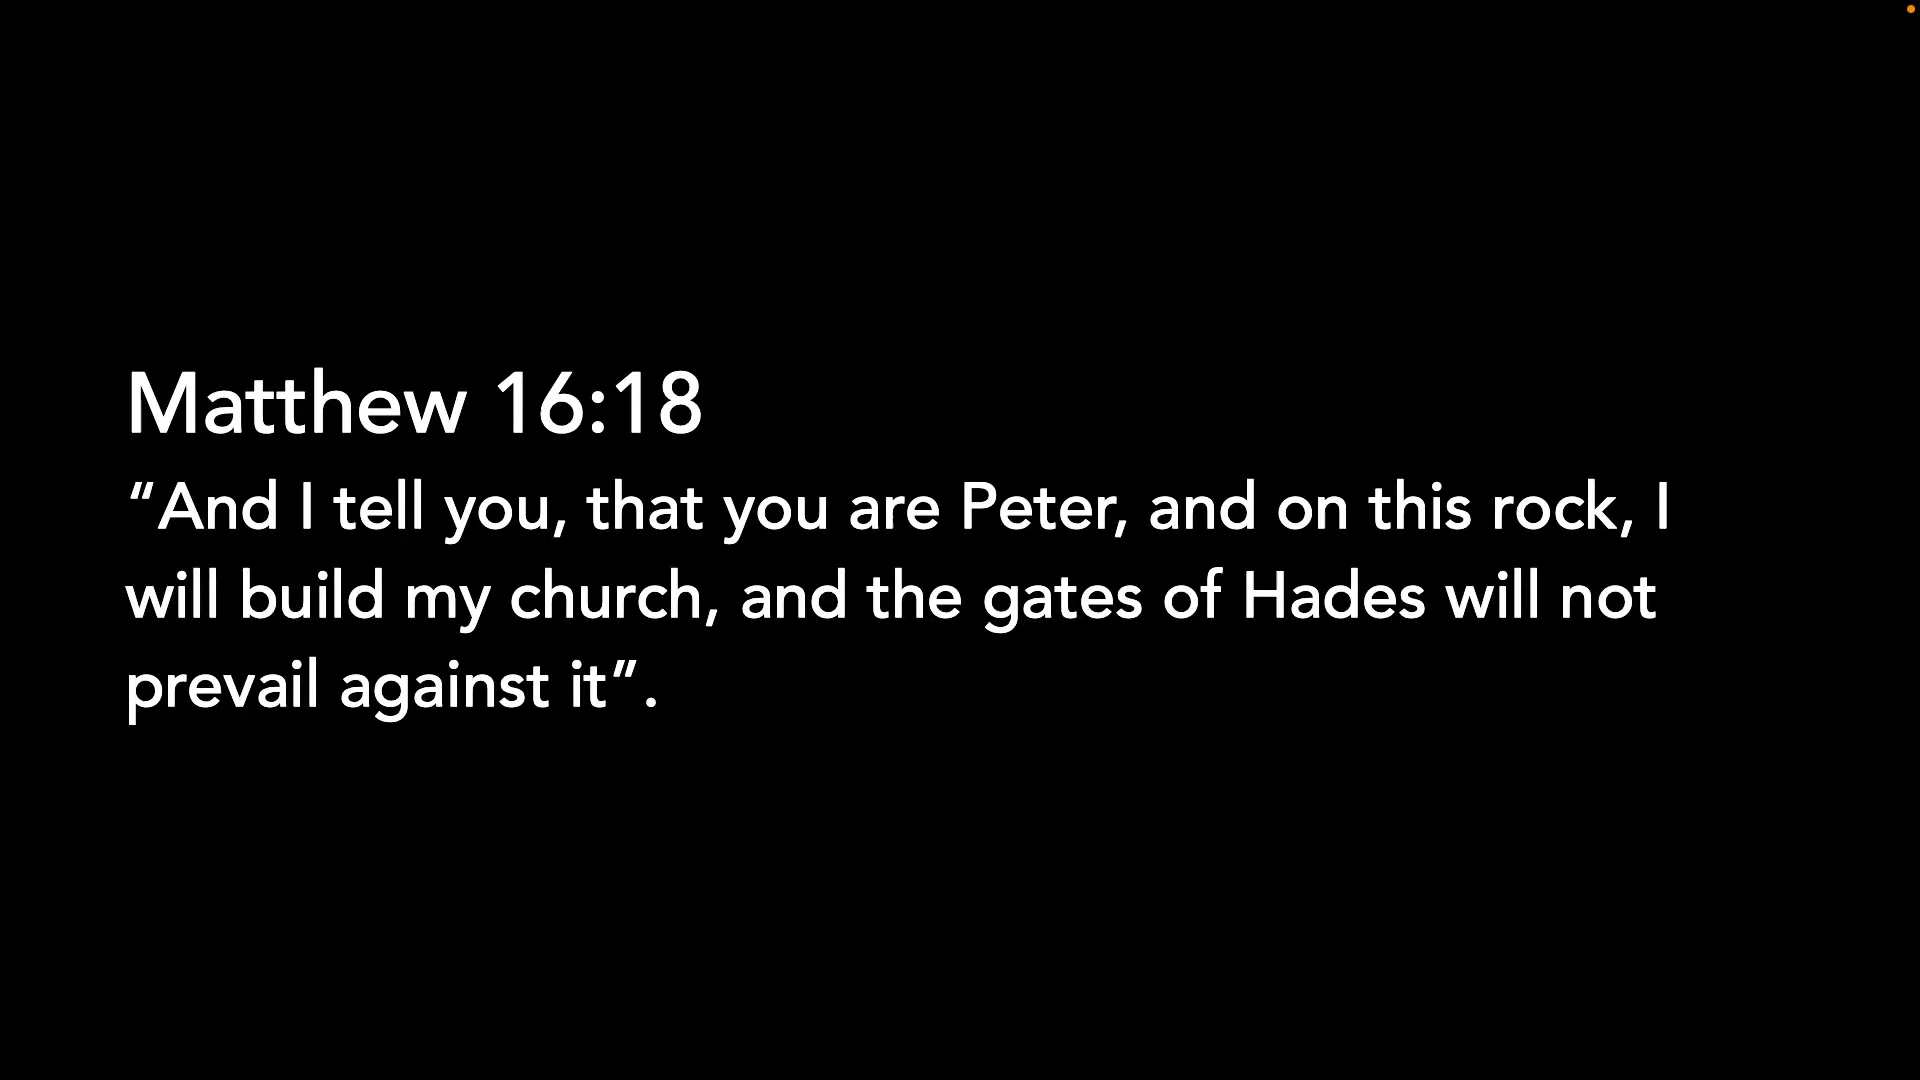 Matthew 16:18
“And I tell you, that you are Peter, and on this rock, I
will build my church, and the gates of Hades will not
prevail against it”.